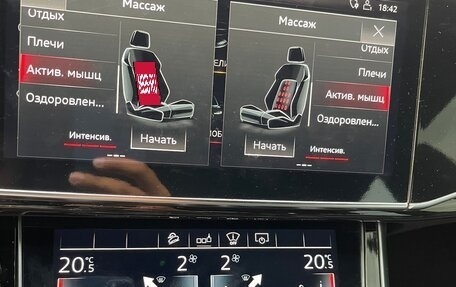 18:42
Массаж
Отдых
Плечи
Актив. мышц
Оздоровлен...
Интенсив.
Начать
Массаж
Отдых
Плечи
Актив. мышц
Оздоровлен...
Интенсив.
Начать
OFF
20.5 °C
2
2
20.5 °C